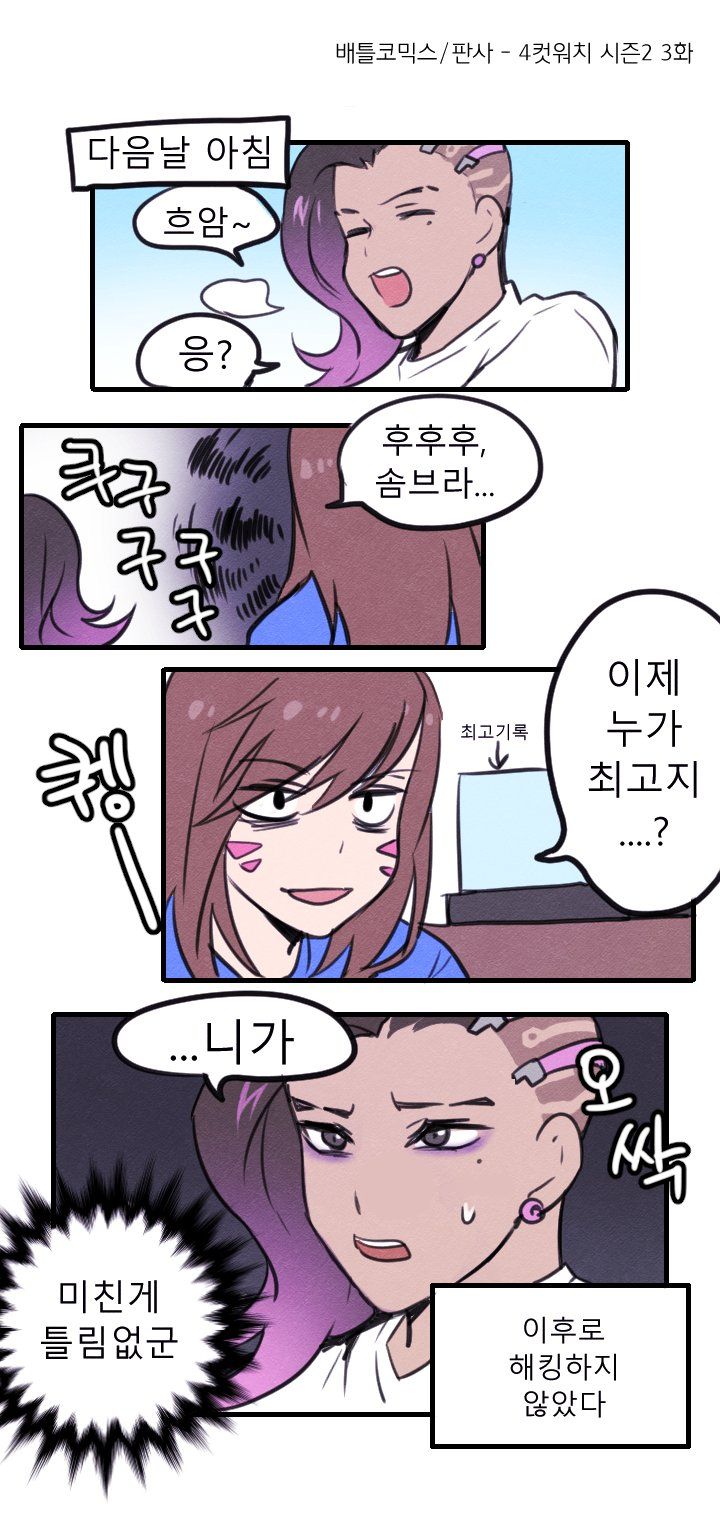 배틀코믹스/판사 - 4컷워치 시즌2 3화
다음날 아침
흐암~
응?
후후후,
솜브라...
쿠구
구구
구
이제
누가
최고지
....?
최고기록
켕ㅡ
...니가
오
싹
미친게
틀림없군
이후로
해킹하지
않았다